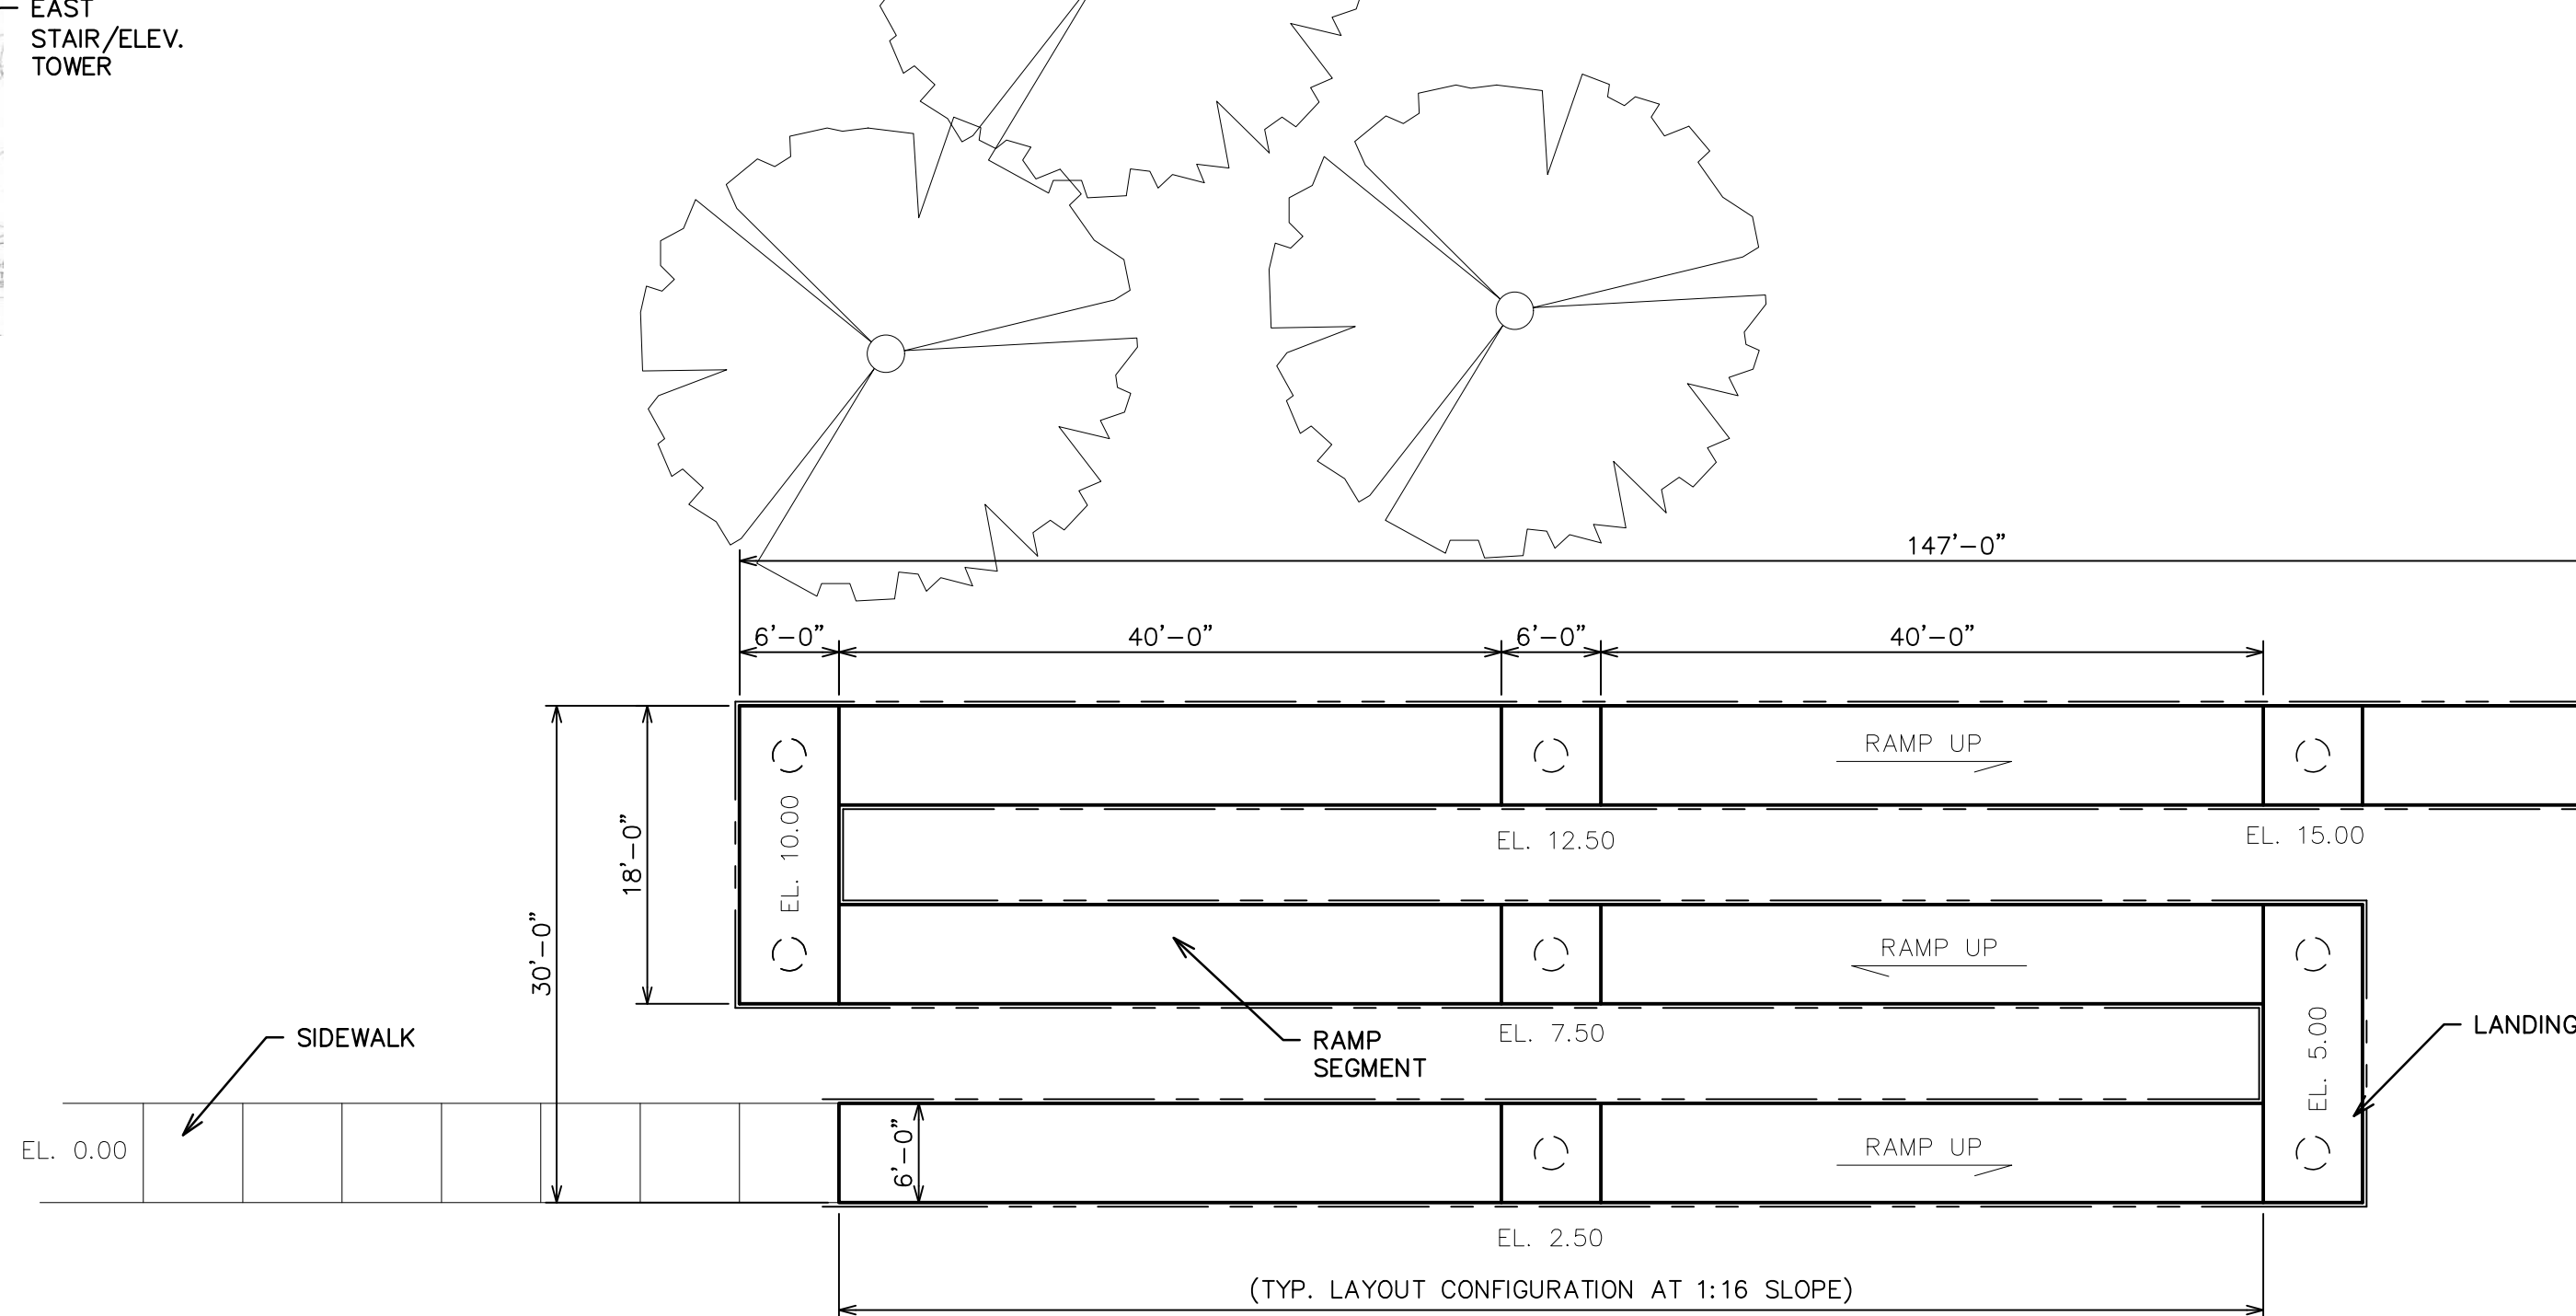 EAST
STAIR/ELEV.
TOWER
147'-0"
6'-0"
40'-0"
6'-0"
40'-0"
RAMP UP
EL. 10.00
18'-0"
EL. 12.50
EL. 15.00
30'-0"
RAMP UP
SIDEWALK
RAMP
SEGMENT
EL. 7.50
EL. 5.00
LANDING
EL. 0.00
6'-0"
RAMP UP
EL. 2.50
(TYP. LAYOUT CONFIGURATION AT 1:16 SLOPE)